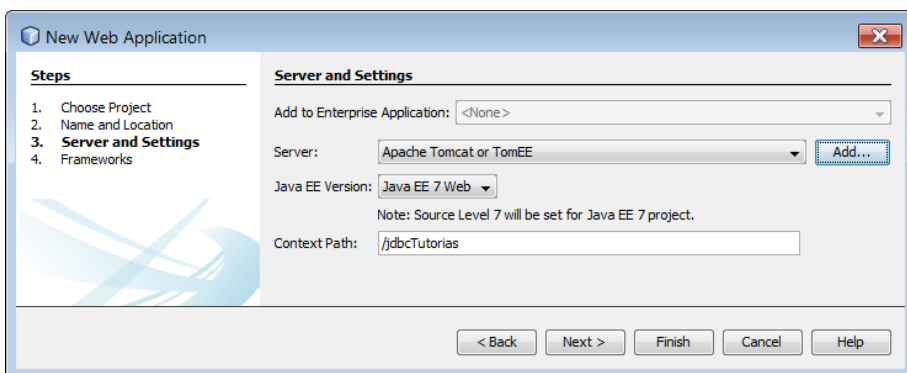 New Web Application
Steps
1. Choose Project
2. Name and Location
3. Server and Settings
4. Frameworks
Server and Settings
Add to Enterprise Application: <None>
Server: Apache Tomcat or TomEE Add...
Java EE Version: Java EE 7 Web
Note: Source Level 7 will be set for Java EE 7 project.
Context Path: /jdbcTutorias
< Back Next > Finish Cancel Help